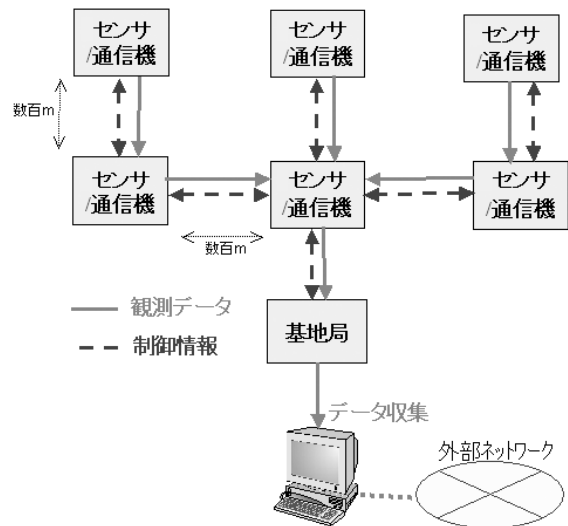 センサ
/通信機
センサ
/通信機
センサ
/通信機
数百m
センサ
/通信機
センサ
/通信機
センサ
/通信機
数百m
観測データ
制御情報
基地局
データ収集
外部ネットワーク